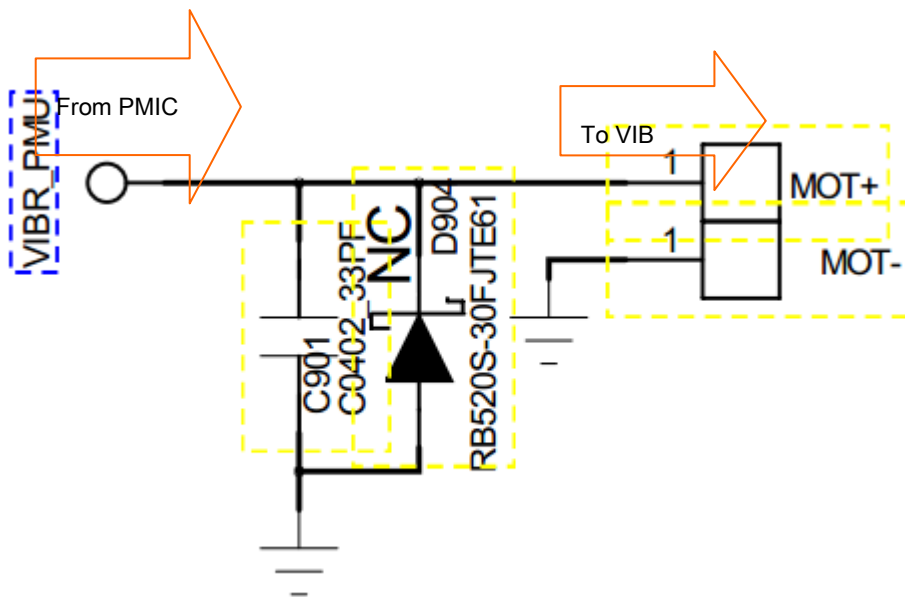 From PMIC
VIBR_PMU
To VIB
1
MOT+
1
MOT-
NC
D904
RB520S-30FJTE61
C901
C0402_33PF